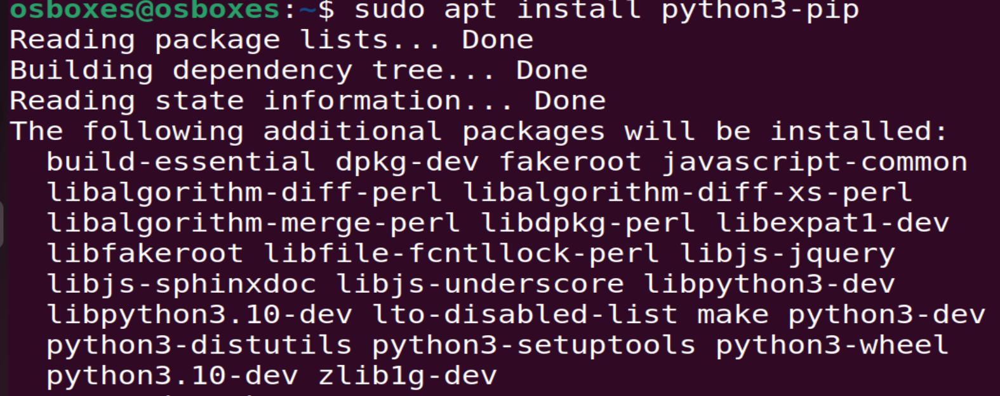 osboxes@osboxes:~$ sudo apt install python3-pip
Reading package lists... Done
Building dependency tree... Done
Reading state information... Done
The following additional packages will be installed:
  build-essential dpkg-dev fakeroot javascript-common
  libalgorithm-diff-perl libalgorithm-diff-xs-perl
  libalgorithm-merge-perl libdpkg-perl libexpat1-dev
  libfakeroot libfile-fcntllock-perl libjs-jquery
  libjs-sphinxdoc libjs-underscore libpython3-dev
  libpython3.10-dev lto-disabled-list make python3-dev
  python3-distutils python3-setuptools python3-wheel
  python3.10-dev zlib1g-dev